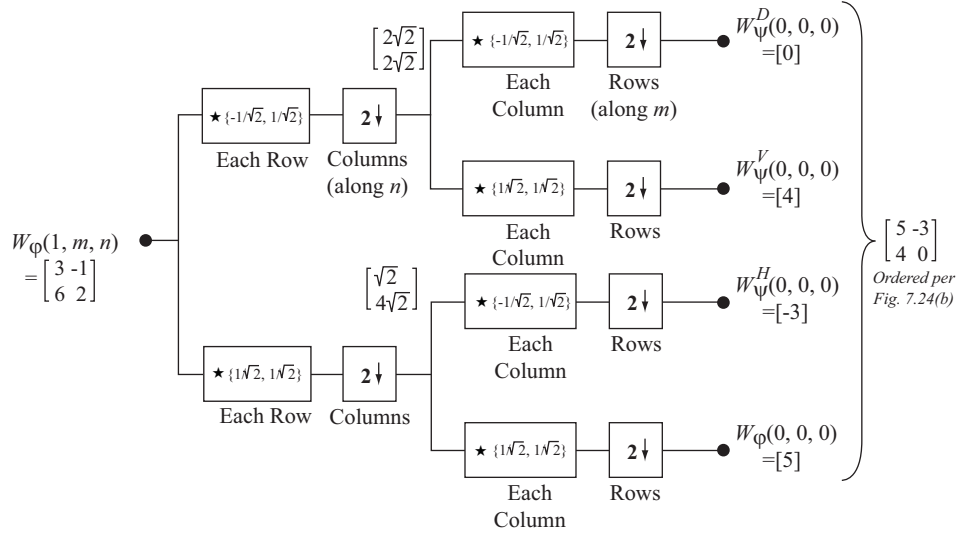 [2√2]
[2√2]
★ {-1/√2, 1/√2}
Each
Column
2↓
Rows
(along m)
W_ψ^D(0, 0, 0)
=[0]
★ {-1/√2, 1/√2}
Each Row
2↓
Columns
(along n)
★ {1/√2, 1/√2}
Each
Column
2↓
Rows
W_ψ^V(0, 0, 0)
=[4]
W_φ(1, m, n)
= [3 -1]
[6 2]
[5 -3]
[4 0]
Ordered per
Fig. 7.24(b)
[√2]
[4√2]
★ {-1/√2, 1/√2}
Each
Column
2↓
Rows
W_ψ^H(0, 0, 0)
=[-3]
★ {1/√2, 1/√2}
Each Row
2↓
Columns
★ {1/√2, 1/√2}
Each
Column
2↓
Rows
W_φ(0, 0, 0)
=[5]